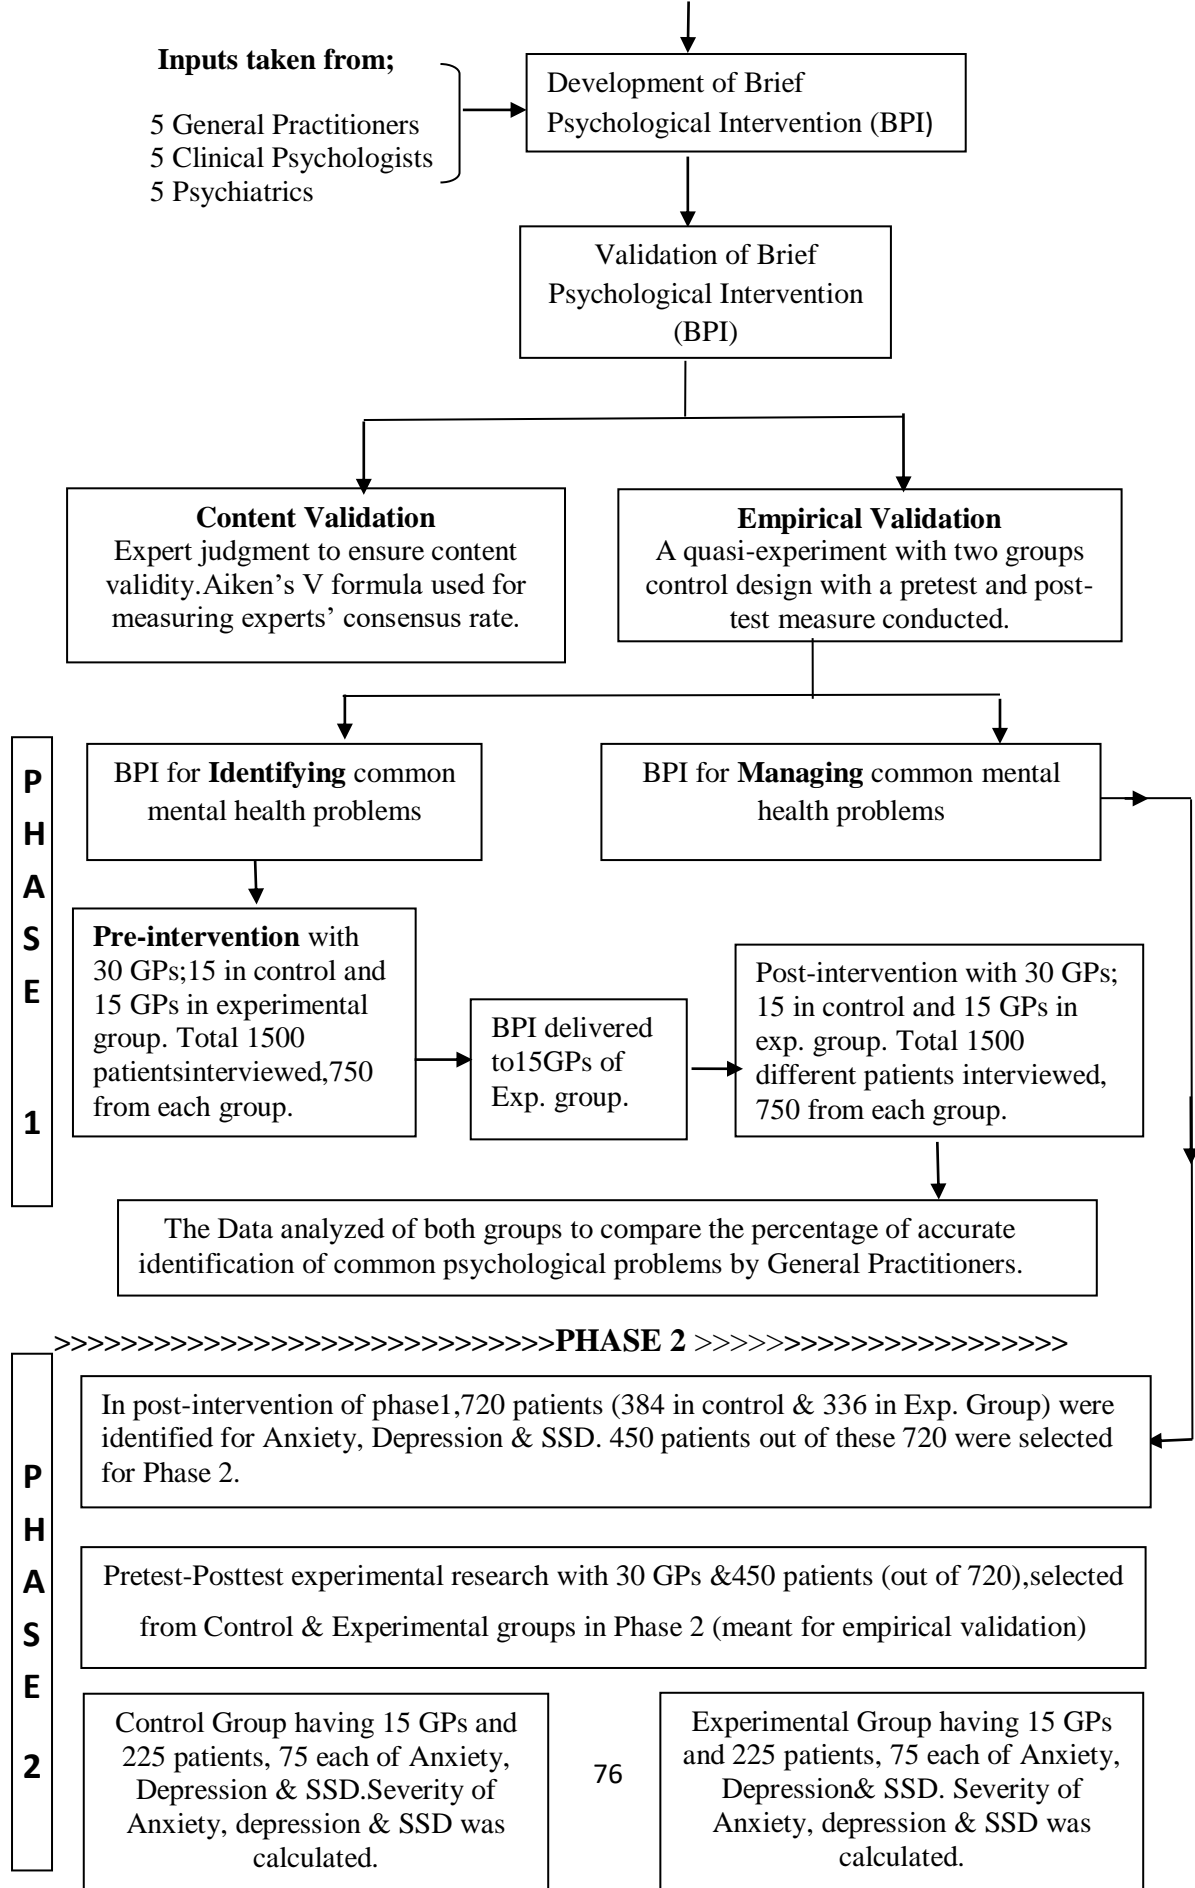 Inputs taken from;
5 General Practitioners
5 Clinical Psychologists
5 Psychiatrics
Development of Brief
Psychological Intervention (BPI)
Validation of Brief
Psychological Intervention
(BPI)
Content Validation
Expert judgment to ensure content
validity.Aiken’s V formula used for
measuring experts’ consensus rate.
Empirical Validation
A quasi-experiment with two groups
control design with a pretest and post-
test measure conducted.
P
H
A
S
E
1
BPI for Identifying common
mental health problems
BPI for Managing common mental
health problems
Pre-intervention with
30 GPs;15 in control and
15 GPs in experimental
group. Total 1500
patientsinterviewed,750
from each group.
BPI delivered
to15GPs of
Exp. group.
Post-intervention with 30 GPs;
15 in control and 15 GPs in
exp. group. Total 1500
different patients interviewed,
750 from each group.
The Data analyzed of both groups to compare the percentage of accurate
identification of common psychological problems by General Practitioners.
>>>>>>>>>>>>>>>>>>>>>>>>>>>>>>PHASE 2 >>>>>>>>>>>>>>>>>>>>>>
P
H
A
S
E
2
In post-intervention of phase1,720 patients (384 in control & 336 in Exp. Group) were
identified for Anxiety, Depression & SSD. 450 patients out of these 720 were selected
for Phase 2.
Pretest-Posttest experimental research with 30 GPs &450 patients (out of 720),selected
from Control & Experimental groups in Phase 2 (meant for empirical validation)
Control Group having 15 GPs and
225 patients, 75 each of Anxiety,
Depression & SSD.Severity of
Anxiety, depression & SSD was
calculated.
76
Experimental Group having 15 GPs
and 225 patients, 75 each of Anxiety,
Depression& SSD. Severity of
Anxiety, depression & SSD was
calculated.